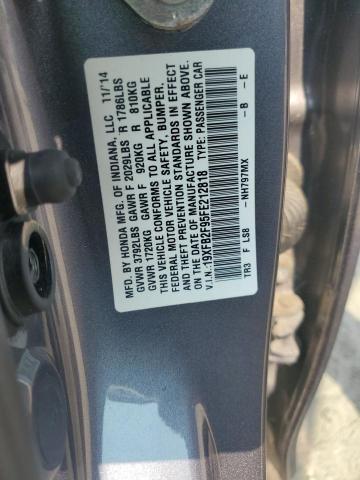 MFD. BY HONDA MFG. OF INDIANA, LLC 11/14
GVWR 3792LBS GAWR F 2029LBS R 1786LBS
GVWR 1720KG GAWR F 920KG R 810KG
THIS VEHICLE CONFORMS TO ALL APPLICABLE
FEDERAL MOTOR VEHICLE SAFETY, BUMPER,
AND THEFT PREVENTION STANDARDS IN EFFECT
ON THE DATE OF MANUFACTURE SHOWN ABOVE.
V.I.N.:19XFB2F95FE212818 TYPE: PASSENGER CAR
TR3 F LSB -NH797MX -B -E